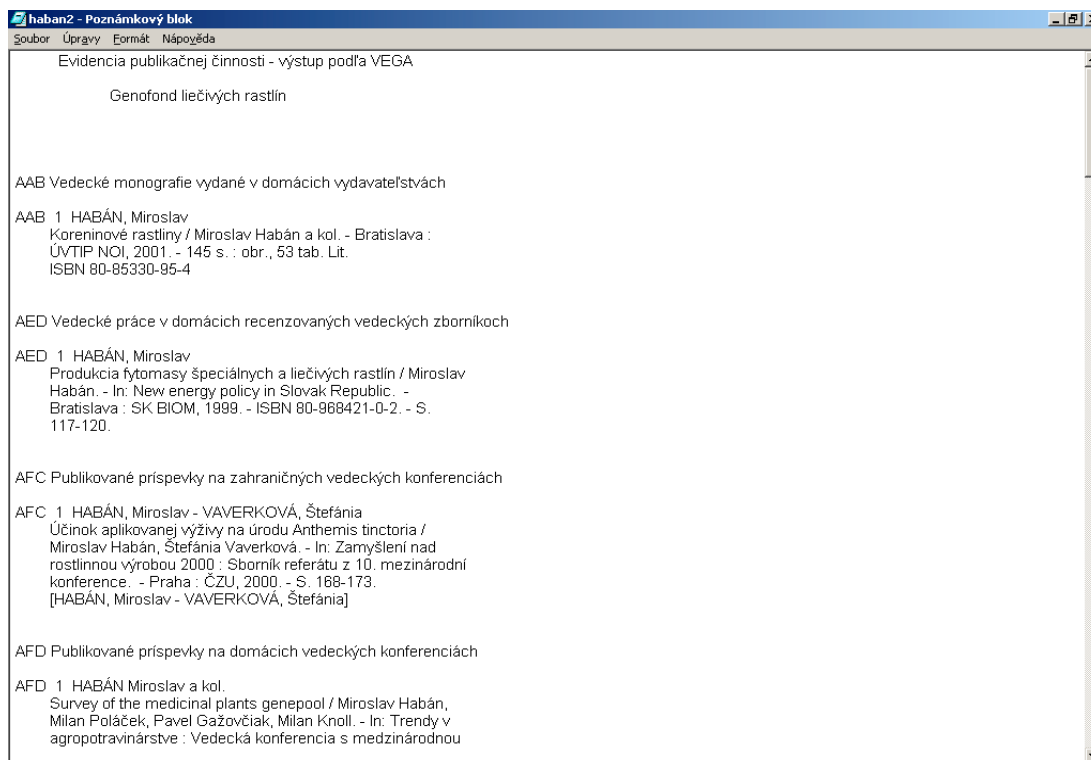 haban2 - Poznámkový blok
Soubor Úpravy Formát Nápověda
Evidencia publikačnej činnosti - výstup podľa VEGA
Genofond liečivých rastlín
AAB Vedecké monografie vydané v domácich vydavateľstvách
AAB 1 HABÁN, Miroslav
Koreninové rastliny / Miroslav Habán a kol. - Bratislava :
ÚVTIP NOI, 2001. - 145 s. : obr., 53 tab. Lit.
ISBN 80-85330-95-4
AED Vedecké práce v domácich recenzovaných vedeckých zborníkoch
AED 1 HABÁN, Miroslav
Produkcia fytomasy špeciálnych a liečivých rastlín / Miroslav
Habán. - In: New energy policy in Slovak Republic. -
Bratislava : SK BIOM, 1999. - ISBN 80-968421-0-2. - S.
117-120.
AFC Publikované príspevky na zahraničných vedeckých konferenciách
AFC 1 HABÁN, Miroslav - VAVERKOVÁ, Štefánia
Účinok aplikovanej výživy na úrodu Anthemis tinctoria /
Miroslav Habán, Štefánia Vaverková. - In: Zamyšlení nad
rostlinnou výrobou 2000 : Sborník referátu z 10. mezinárodní
konference. - Praha : ČZU, 2000. - S. 168-173.
[HABÁN, Miroslav - VAVERKOVÁ, Štefánia]
AFD Publikované príspevky na domácich vedeckých konferenciách
AFD 1 HABÁN Miroslav a kol.
Survey of the medicinal plants genepool / Miroslav Habán,
Milan Poláček, Pavel Gažovčiak, Milan Knoll. - In: Trendy v
agropotravinárstve : Vedecká konferencia s medzinárodnou